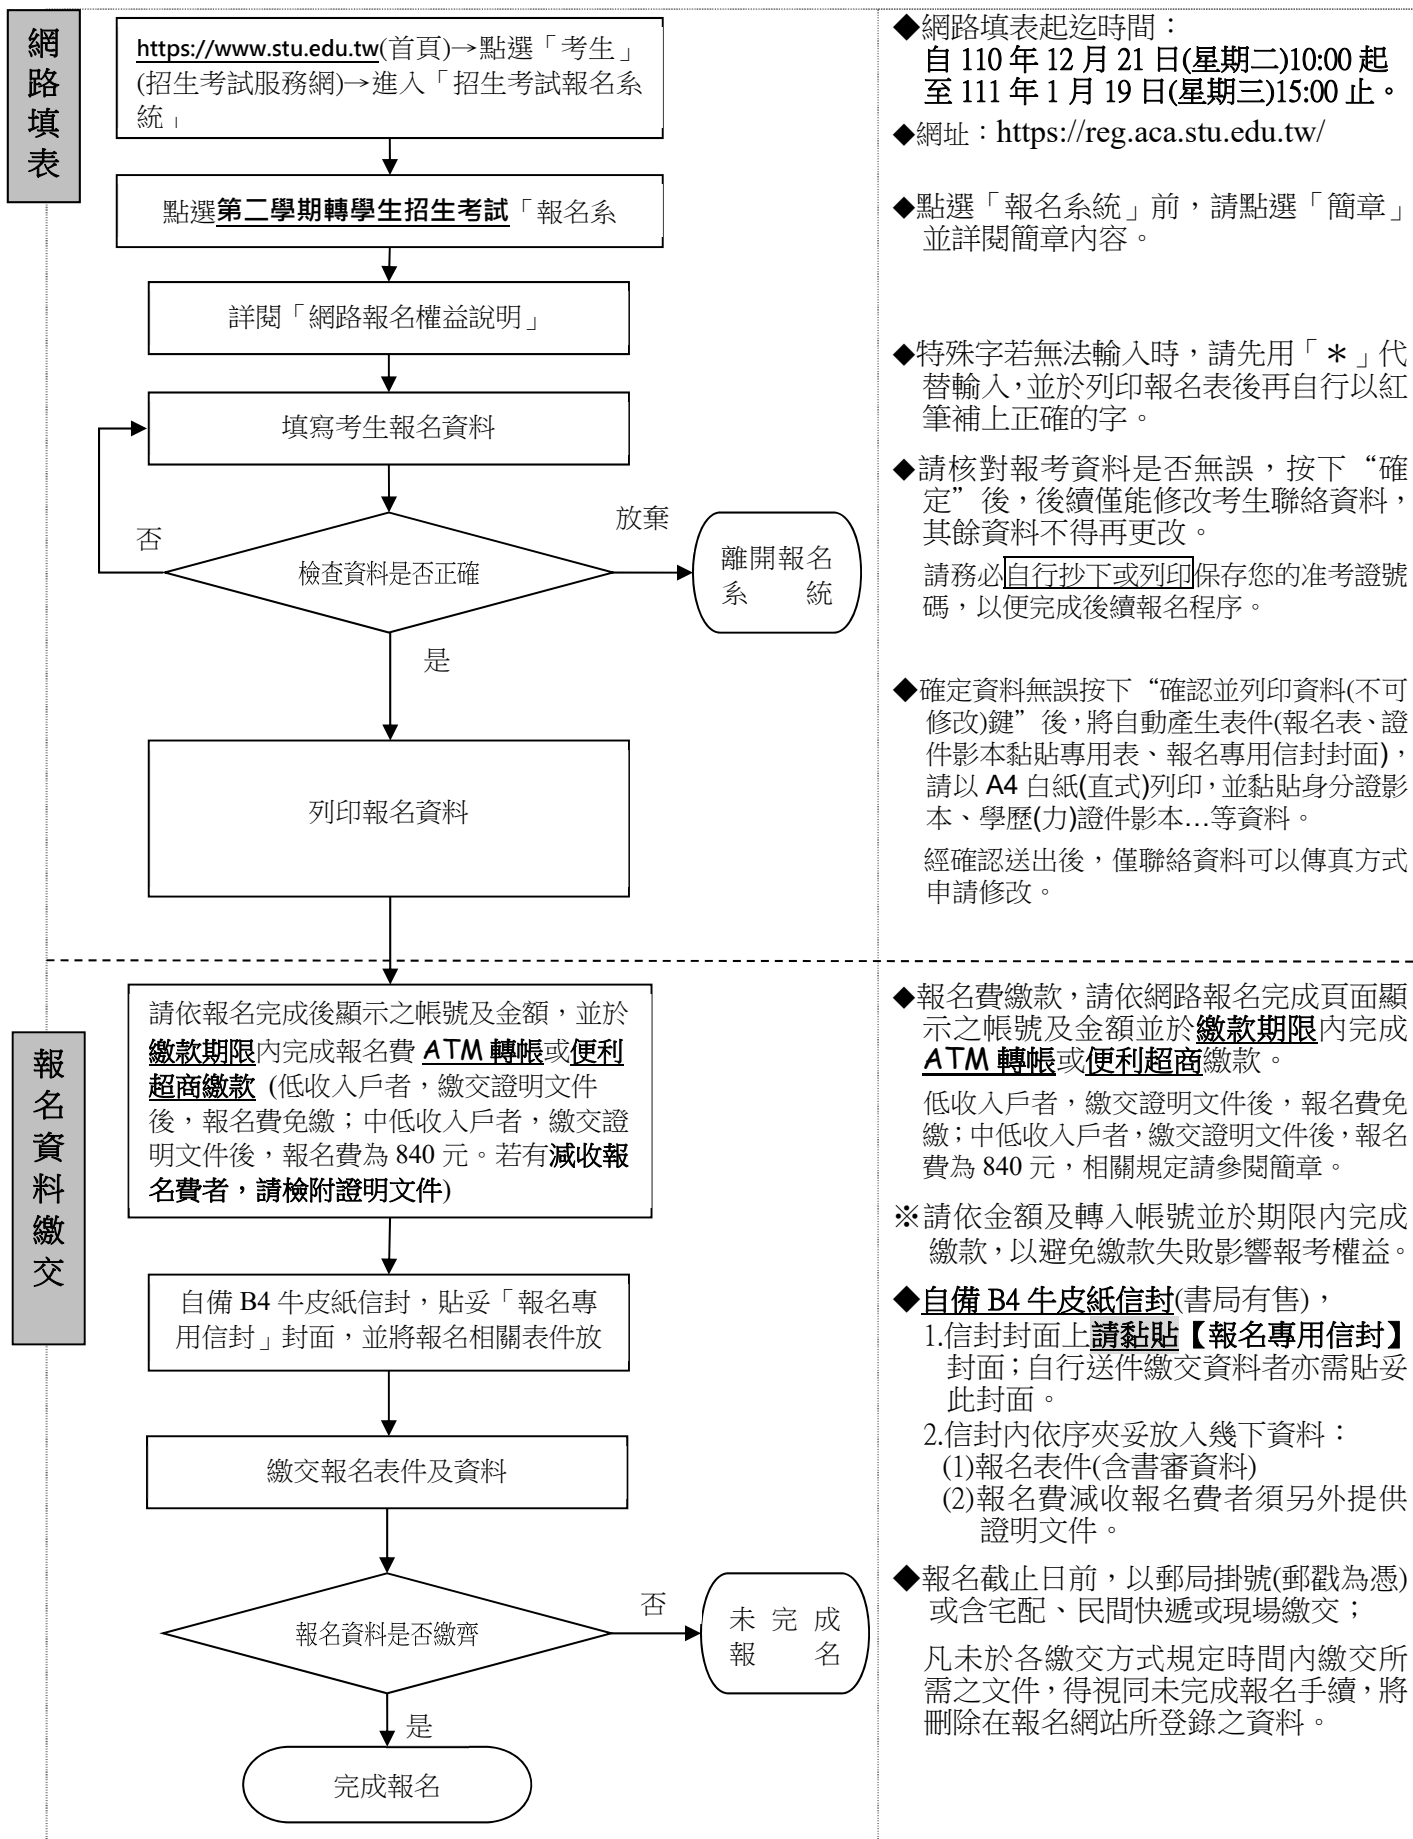 網
路
填
表
https://www.stu.edu.tw(首頁)→點選「考生」
(招生考試服務網)→進入「招生考試報名系
統」
點選第二學期轉學生招生考試「報名系
詳閱「網路報名權益說明」
填寫考生報名資料
否
檢查資料是否正確
放棄
離開報名
系 統
是
列印報名資料
◆網路填表起迄時間：
自 110 年 12 月 21 日(星期二)10:00 起
至 111 年 1 月 19 日(星期三)15:00 止。
◆網址：https://reg.aca.stu.edu.tw/
◆點選「報名系統」前，請點選「簡章」
並詳閱簡章內容。
◆特殊字若無法輸入時，請先用「＊」代
替輸入，並於列印報名表後再自行以紅
筆補上正確的字。
◆請核對報考資料是否無誤，按下“確
定”後，後續僅能修改考生聯絡資料，
其餘資料不得再更改。
請務必自行抄下或列印保存您的准考證號
碼，以便完成後續報名程序。
◆確定資料無誤按下“確認並列印資料(不可
修改)鍵”後，將自動產生表件(報名表、證
件影本黏貼專用表、報名專用信封封面)，
請以 A4 白紙(直式)列印，並黏貼身分證影
本、學歷(力)證件影本…等資料。
經確認送出後，僅聯絡資料可以傳真方式
申請修改。
報
名
資
料
繳
交
請依報名完成後顯示之帳號及金額，並於
繳款期限內完成報名費 ATM 轉帳或便利
超商繳款 (低收入戶者，繳交證明文件
後，報名費免繳；中低收入戶者，繳交證
明文件後，報名費為 840 元。若有減收報
名費者，請檢附證明文件)
自備 B4 牛皮紙信封，貼妥「報名專
用信封」封面，並將報名相關表件放
繳交報名表件及資料
報名資料是否繳齊
否
未 完 成
報 名
是
完成報名
◆報名費繳款，請依網路報名完成頁面顯
示之帳號及金額並於繳款期限內完成
ATM 轉帳或便利超商繳款。
低收入戶者，繳交證明文件後，報名費免
繳；中低收入戶者，繳交證明文件後，報名
費為 840 元，相關規定請參閱簡章。
※請依金額及轉入帳號並於期限內完成
繳款，以避免繳款失敗影響報考權益。
◆自備 B4 牛皮紙信封(書局有售)，
1.信封封面上請黏貼【報名專用信封】
封面；自行送件繳交資料者亦需貼妥
此封面。
2.信封內依序夾妥放入幾下資料：
(1)報名表件(含書審資料)
(2)報名費減收報名費者須另外提供
證明文件。
◆報名截止日前，以郵局掛號(郵戳為憑)
或含宅配、民間快遞或現場繳交；
凡未於各繳交方式規定時間內繳交所
需之文件，得視同未完成報名手續，將
刪除在報名網站所登錄之資料。